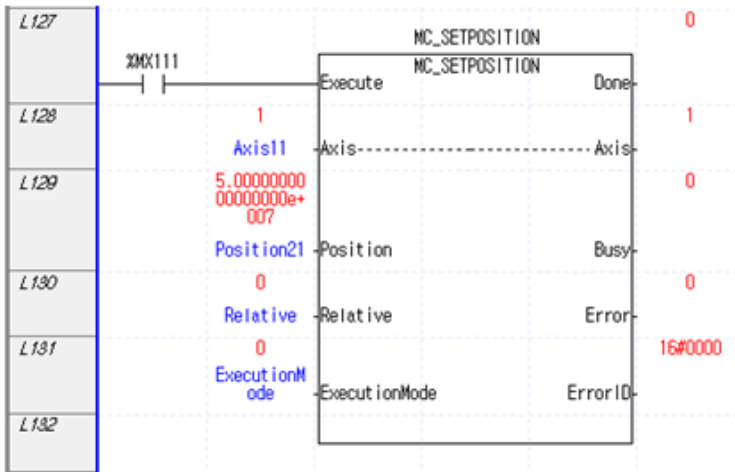 L127
0
MC_SETPOSITION
%MX111
MC_SETPOSITION
Execute
Done
L128
1
1
Axis11
Axis
Axis
L129
5.00000000
00000000e+
007
0
Position21
Position
Busy
L130
0
0
Relative
Relative
Error
L131
0
16#0000
ExecutionM
ode
ExecutionMode
ErrorID
L132